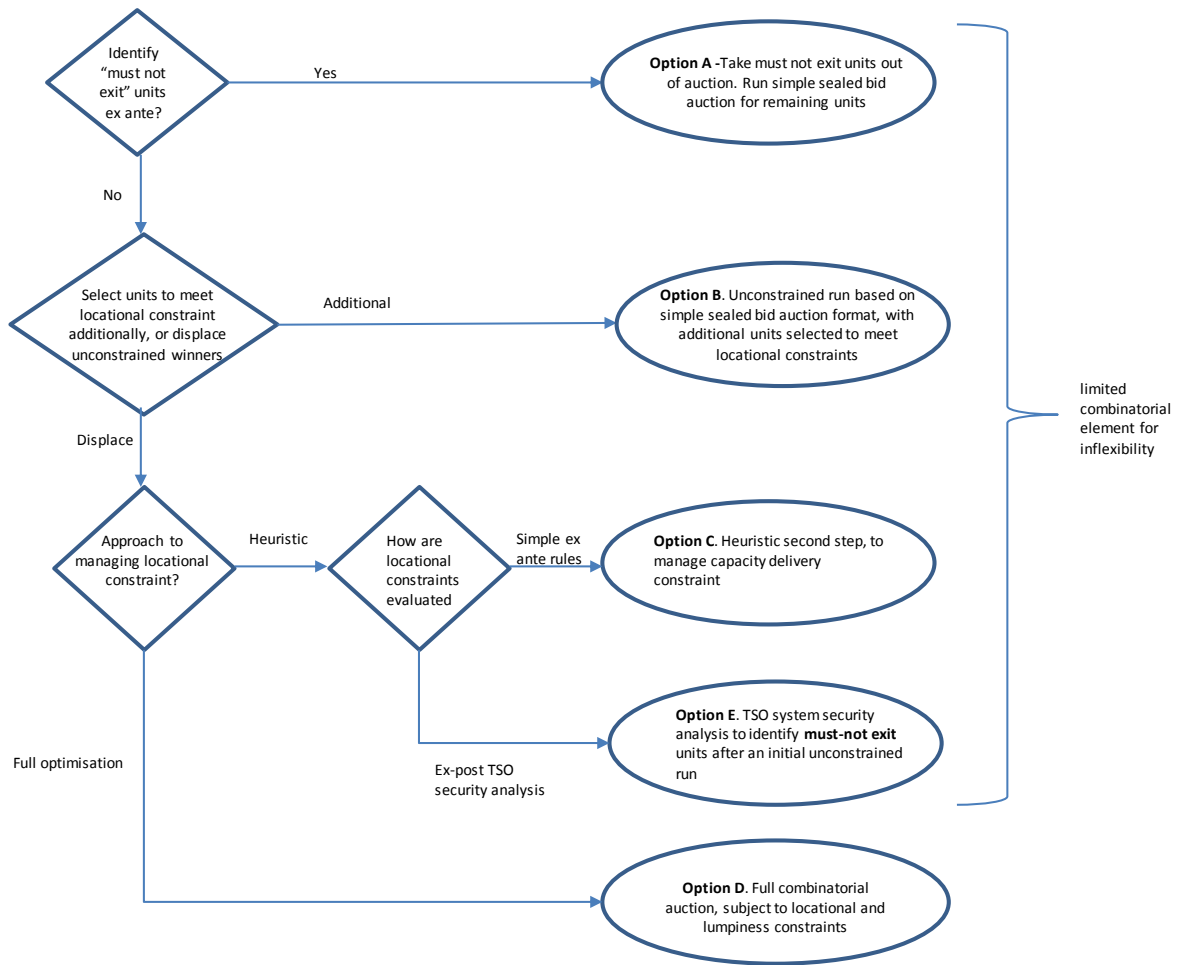 Identify
“must not
exit” units
ex ante?
Yes
Option A -Take must not exit units out
of auction. Run simple sealed bid
auction for remaining units
No
Select units to meet
locational constraint
additionally, or displace
unconstrained winners
Additional
Option B. Unconstrained run based on
simple sealed bid auction format, with
additional units selected to meet
locational constraints
limited
combinatorial
element for
inflexibility
Displace
Approach to
managing locational
constraint?
Heuristic
How are
locational
constraints
evaluated
Simple ex
ante rules
Option C. Heuristic second step, to
manage capacity delivery
constraint
Option E. TSO system security
analysis to identify must-not exit
units after an initial unconstrained
run
Full optimisation
Ex-post TSO
security analysis
Option D. Full combinatorial
auction, subject to locational and
lumpiness constraints